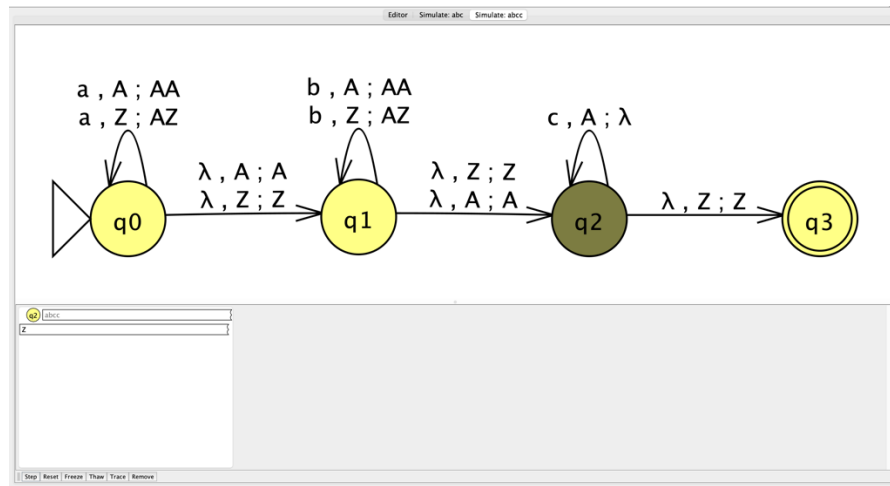 Editor Simulate: abc Simulate: abcc
a , A ; AA
a , Z ; AZ
b , A ; AA
b , Z ; AZ
c , A ; λ
λ , A ; A
λ , Z ; Z
λ , Z ; Z
λ , A ; A
λ , Z ; Z
q0
q1
q2
q3
q2 abcc
Z
Step Reset Freeze Thaw Trace Remove